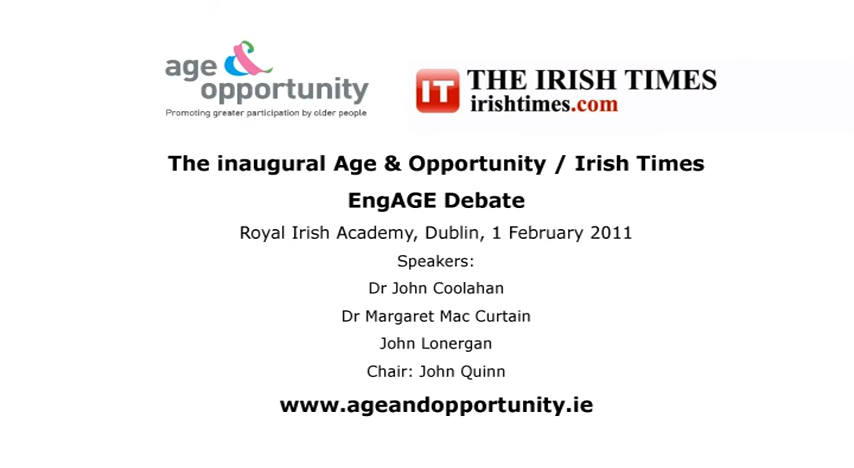 age &
opportunity
Promoting greater participation by older people
IT THE IRISH TIMES
irishtimes.com
The inaugural Age & Opportunity / Irish Times
EngAGE Debate
Royal Irish Academy, Dublin, 1 February 2011
Speakers:
Dr John Coolahan
Dr Margaret Mac Curtain
John Lonergan
Chair: John Quinn
www.ageandopportunity.ie